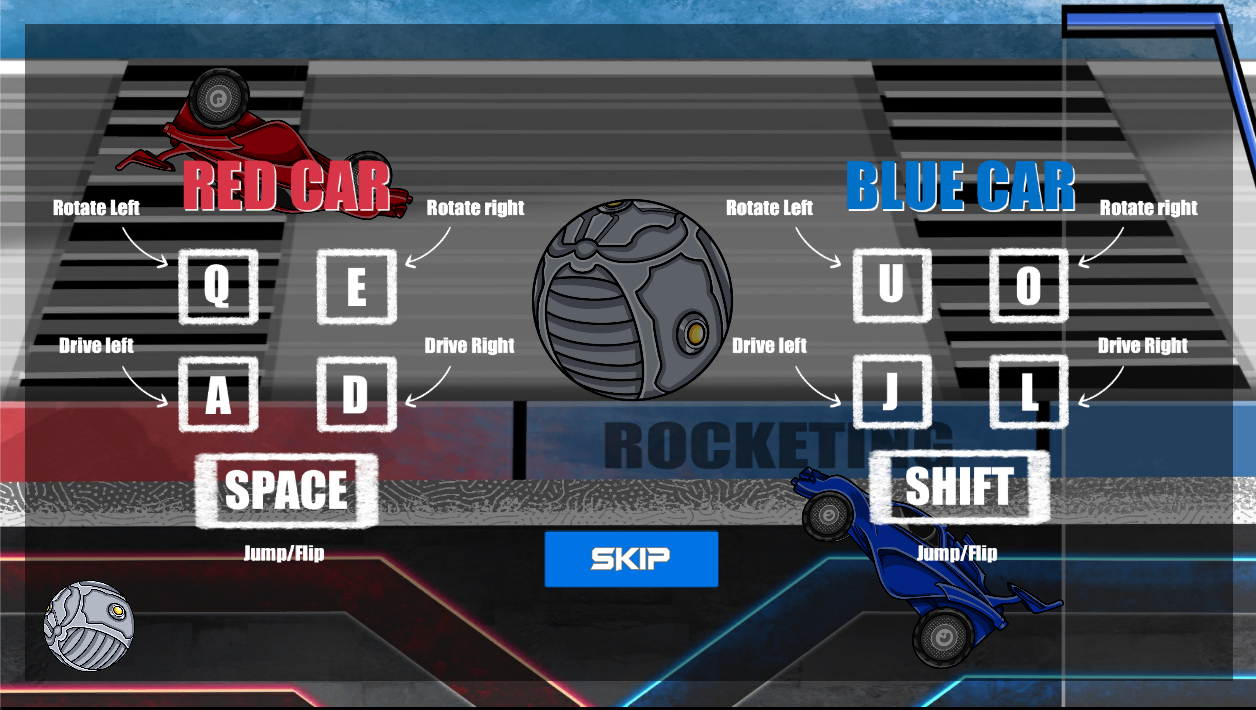 RED CAR
BLUE CAR
Rotate Left
Rotate right
Rotate Left
Rotate right
Q
E
U
O
Drive left
Drive Right
Drive left
Drive Right
A
D
J
L
ROCKETING
SPACE
SHIFT
Jump/Flip
SKIP
Jump/Flip